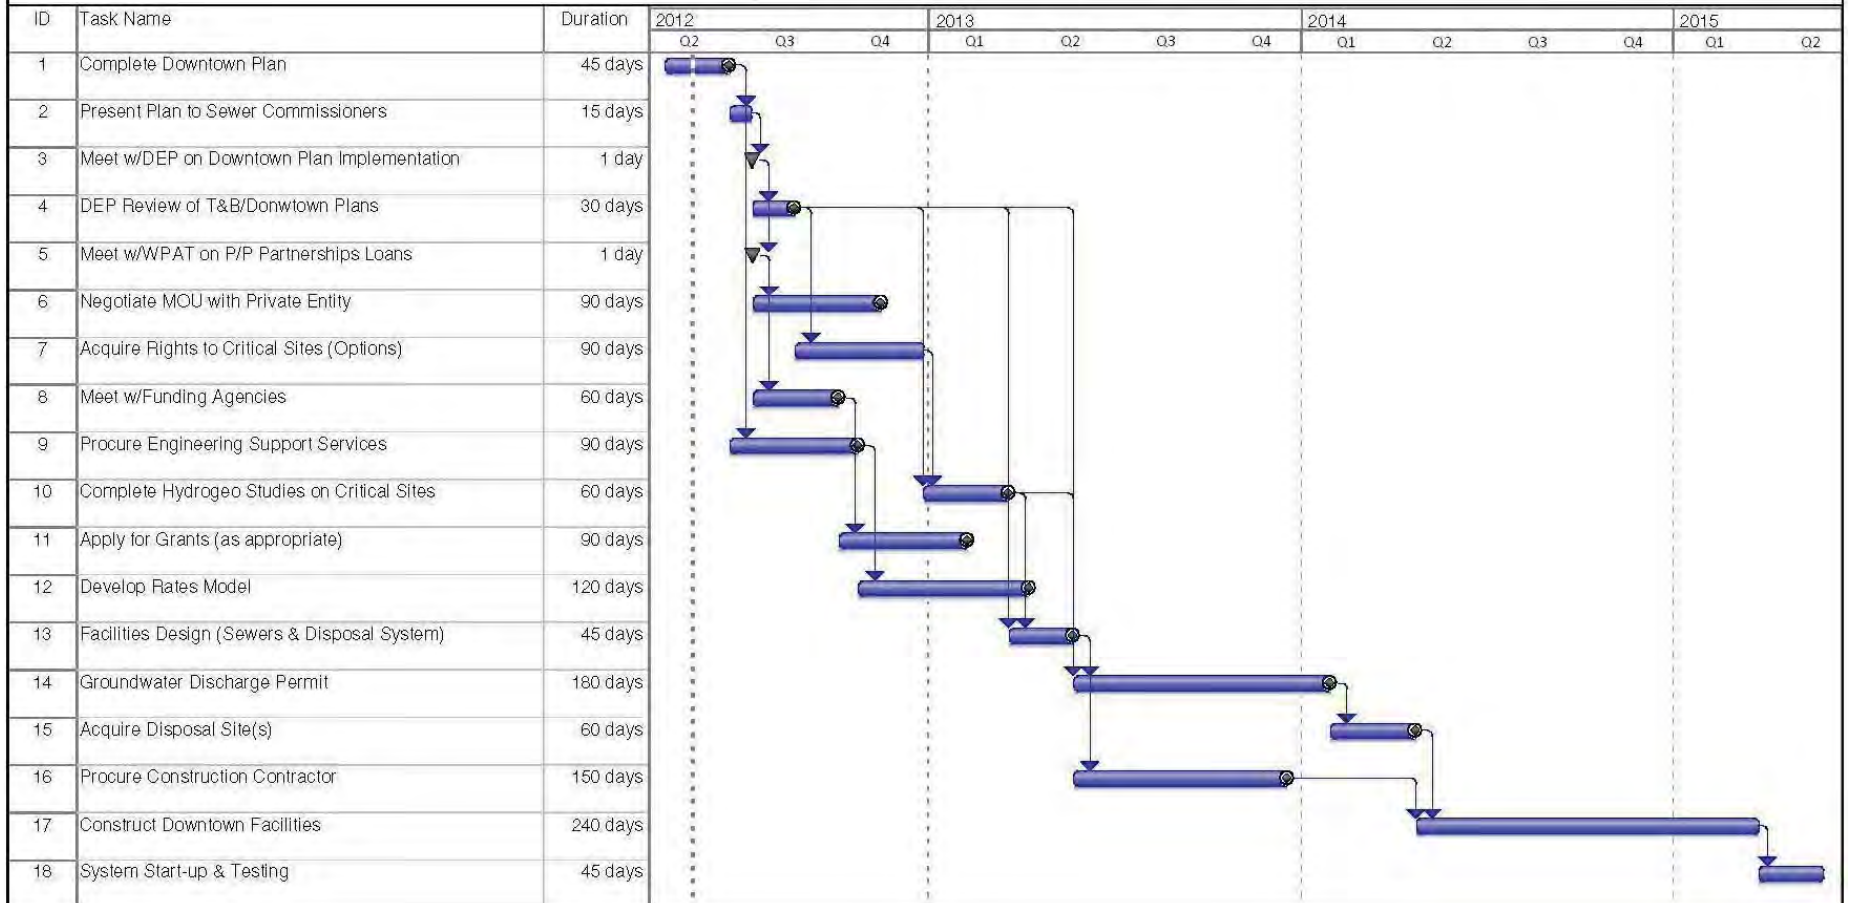 ID Task Name Duration 2012 2013 2014 2015
Q2 Q3 Q4 Q1 Q2 Q3 Q4 Q1 Q2 Q3 Q4 Q1 Q2
1 Complete Downtown Plan 45 days
2 Present Plan to Sewer Commissioners 15 days
3 Meet w/DEP on Downtown Plan Implementation 1 day
4 DEP Review of T&B/Donwtown Plans 30 days
5 Meet w/WPAT on P/P Partnerships Loans 1 day
6 Negotiate MOU with Private Entity 90 days
7 Acquire Rights to Critical Sites (Options) 90 days
8 Meet w/Funding Agencies 60 days
9 Procure Engineering Support Services 90 days
10 Complete Hydrogeo Studies on Critical Sites 60 days
11 Apply for Grants (as appropriate) 90 days
12 Develop Rates Model 120 days
13 Facilities Design (Sewers & Disposal System) 45 days
14 Groundwater Discharge Permit 180 days
15 Acquire Disposal Site(s) 60 days
16 Procure Construction Contractor 150 days
17 Construct Downtown Facilities 240 days
18 System Start-up & Testing 45 days